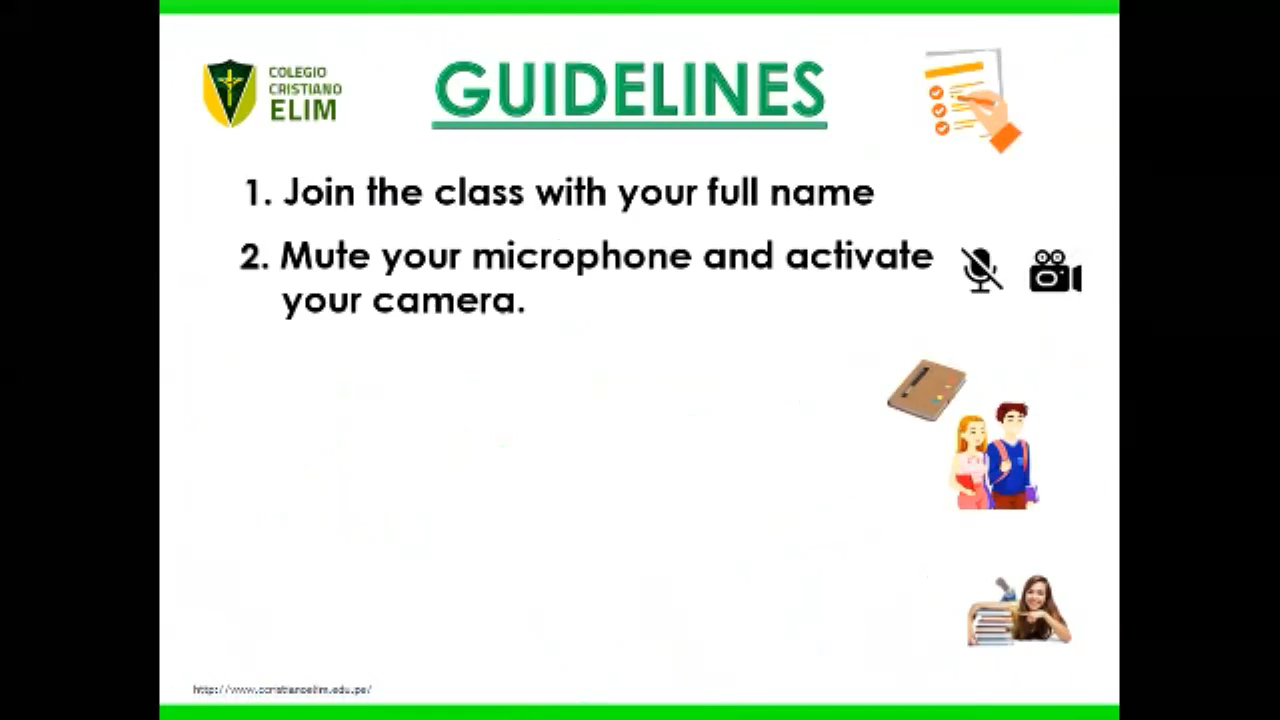 COLEGIO
CRISTIANO
ELIM
GUIDELINES
1. Join the class with your full name
2. Mute your microphone and activate
your camera.